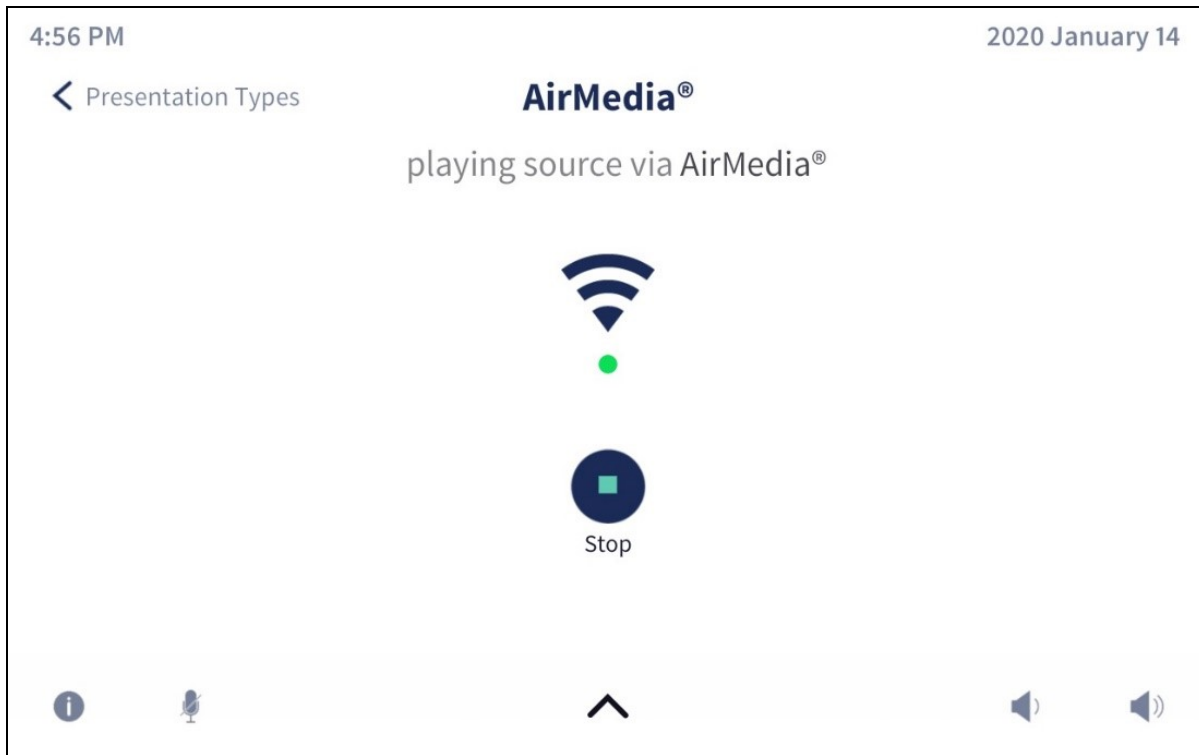 4:56 PM
2020 January 14
Presentation Types
AirMedia®
playing source via AirMedia®
Stop